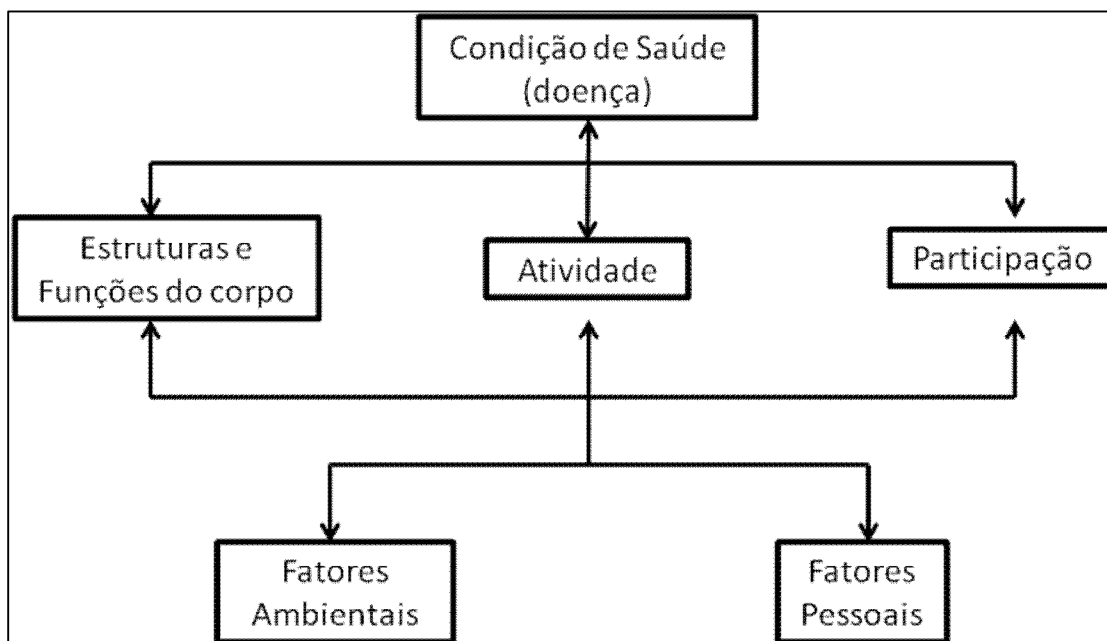 Condição de Saúde
(doença)
Estruturas e
Funções do corpo
Atividade
Participação
Fatores
Ambientais
Fatores
Pessoais